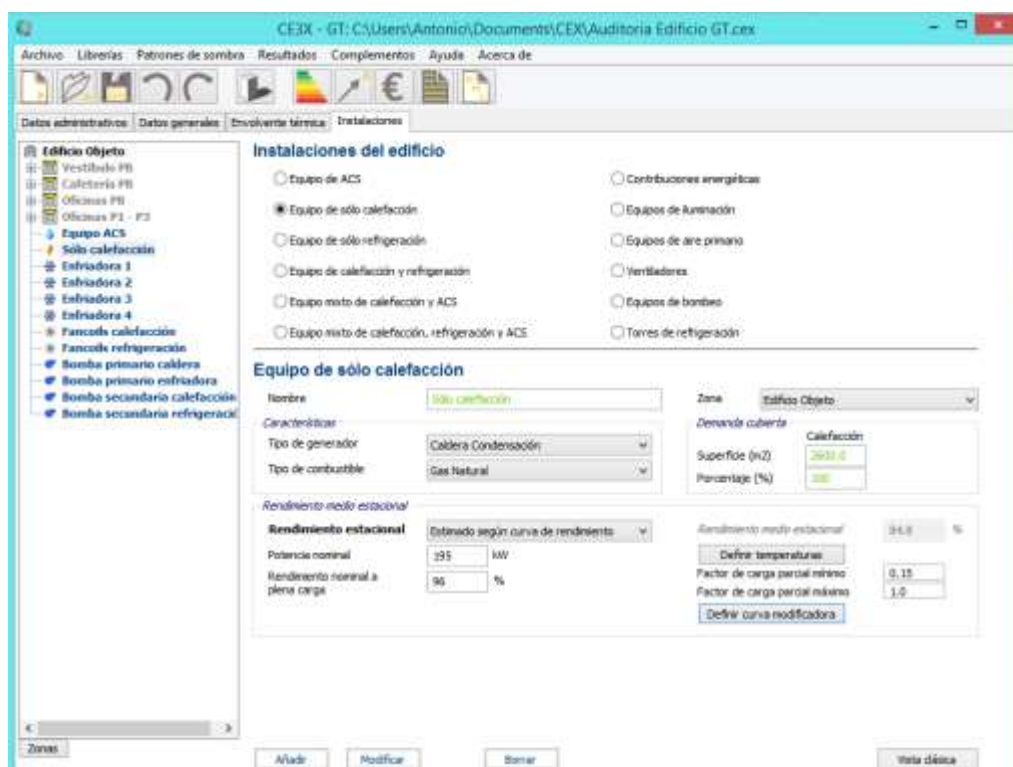 CE3X - GT: C:\Users\Antonio\Documents\CEX\Auditoria Edificio GT.cex
Archivo Librerías Patrones de sombra Resultados Complementos Ayuda Acerca de
Datos administrativos Datos generales Envolvente térmica Instalaciones
Edificio Objeto
Vestíbulo PB
Cafetería PB
Oficinas PB
Oficinas P1 - P3
Equipo ACS
Sólo calefacción
Enfriadora 1
Enfriadora 2
Enfriadora 3
Enfriadora 4
Fancoils calefacción
Fancoils refrigeración
Bomba primario caldera
Bomba primario enfriadora
Bomba secundaria calefacción
Bomba secundaria refrigeraci
Zonas
Instalaciones del edificio
Equipo de ACS
Equipo de sólo calefacción
Equipo de sólo refrigeración
Equipo de calefacción y refrigeración
Equipo mixto de calefacción y ACS
Equipo mixto de calefacción, refrigeración y ACS
Contribuciones energéticas
Equipos de iluminación
Equipos de aire primario
Ventiladores
Equipos de bombeo
Torres de refrigeración
Equipo de sólo calefacción
Nombre Sólo calefacción Zona Edificio Objeto
Características
Tipo de generador Caldera Condensación
Tipo de combustible Gas Natural
Demanda cubierta
Calefacción
Superficie (m2) 2600.0
Porcentaje (%) 100
Rendimiento medio estacional
Rendimiento estacional Estimado según curva de rendimiento
Potencia nominal 195 kW
Rendimiento nominal a
plena carga 96 %
Rendimiento medio estacional %
Definir temperaturas
Factor de carga parcial mínimo 0.15
Factor de carga parcial máximo 1.0
Definir curva modificadora
Añadir Modificar Borrar Vista clásica